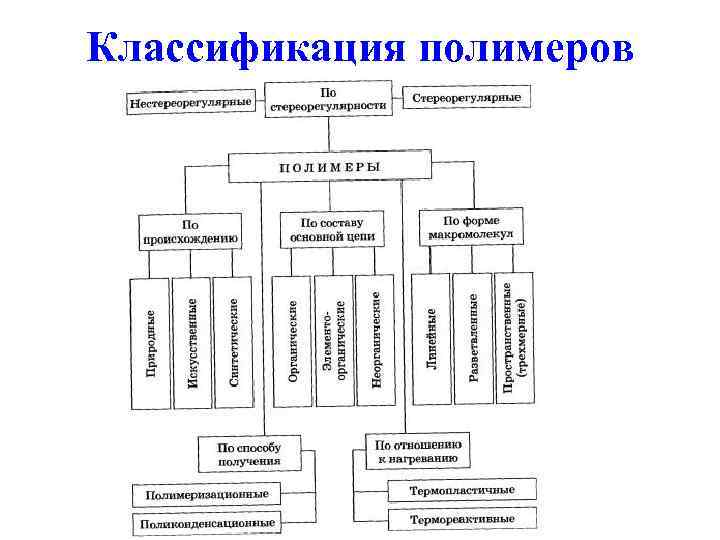 Классификация полимеров
Нестереорегулярные
По
стереорегулярности
Стереорегулярные
ПОЛИМЕРЫ
По
происхождению
По составу
основной цепи
По форме
макромолекул
Природные
Искусственные
Синтетические
Органические
Элементо-
органические
Неорганические
Линейные
Разветвленные
Пространственные
(трехмерные)
По способу
получения
По отношению
к нагреванию
Полимеризационные
Поликонденсационные
Термопластичные
Термореактивные